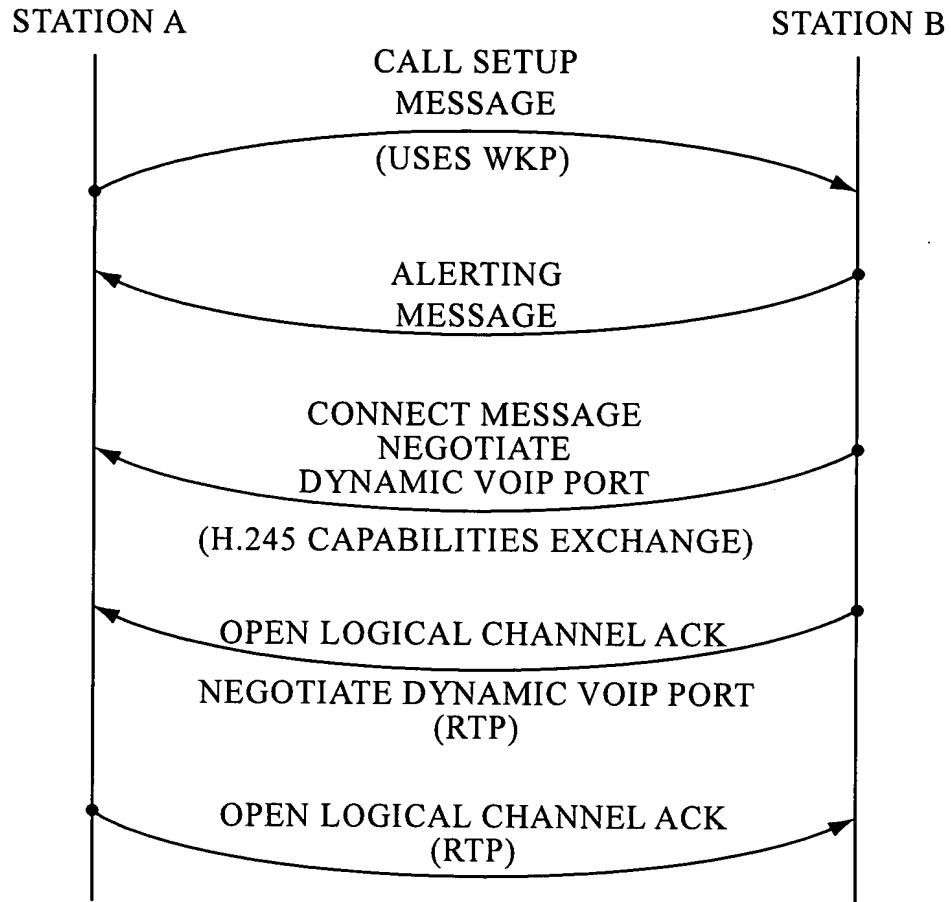 STATION A
STATION B
CALL SETUP
MESSAGE
(USES WKP)
ALERTING
MESSAGE
CONNECT MESSAGE
NEGOTIATE
DYNAMIC VOIP PORT
(H.245 CAPABILITIES EXCHANGE)
OPEN LOGICAL CHANNEL ACK
NEGOTIATE DYNAMIC VOIP PORT
(RTP)
OPEN LOGICAL CHANNEL ACK
(RTP)